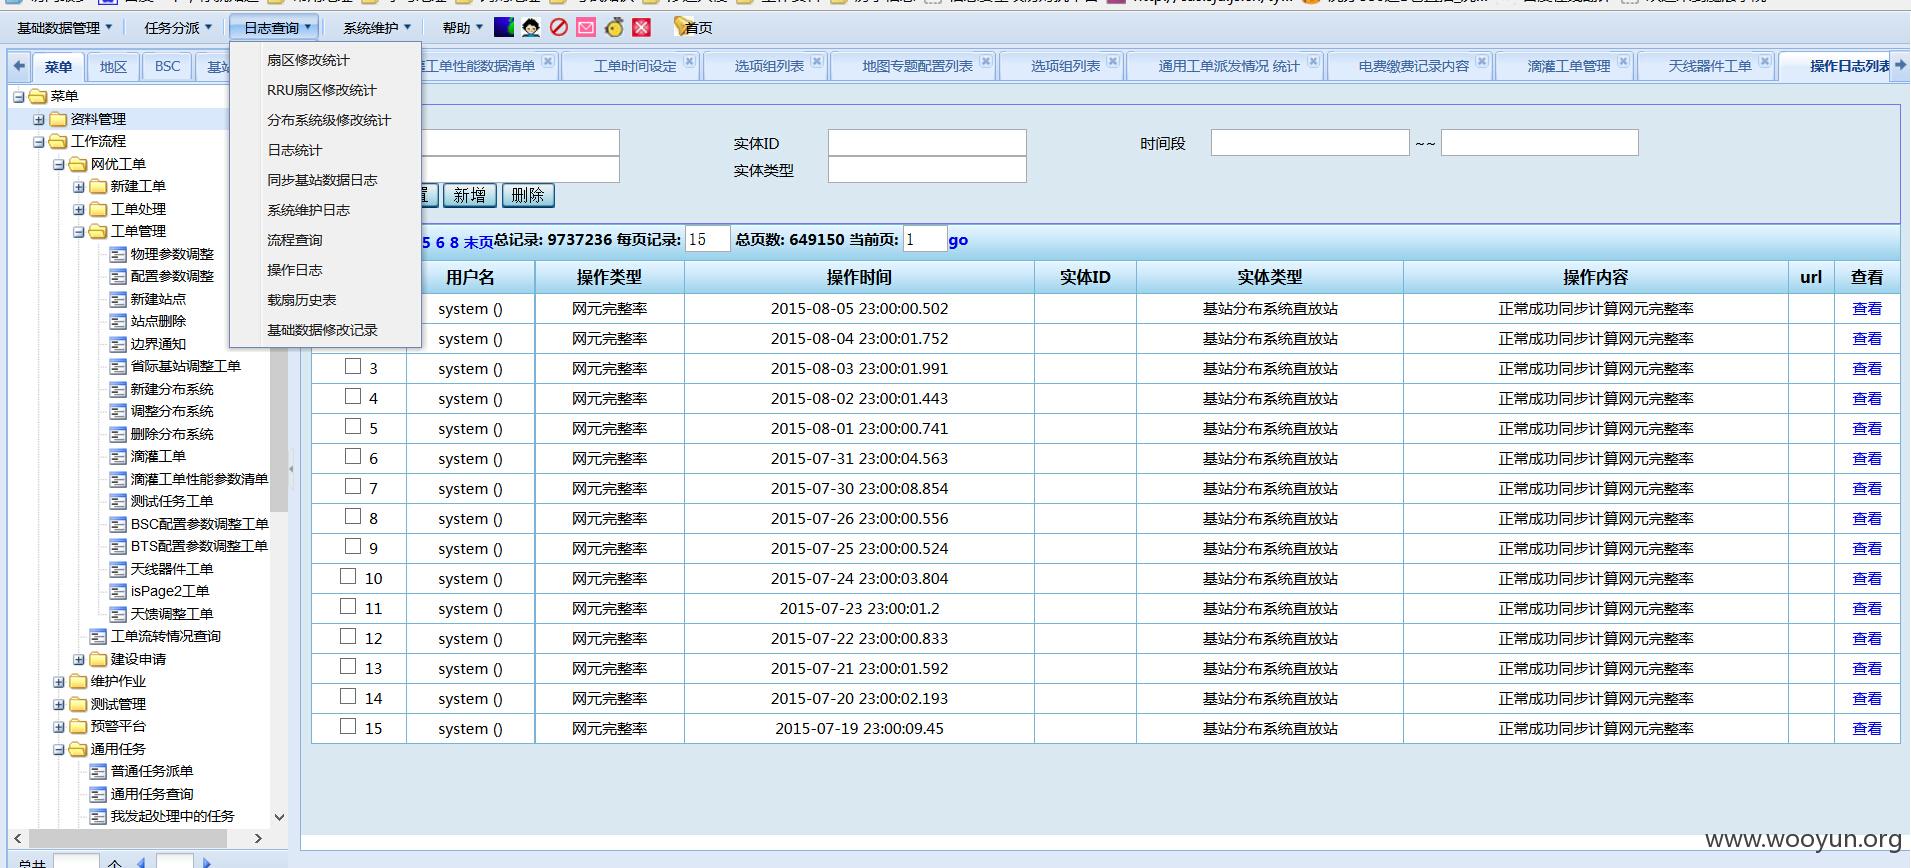 基础数据管理 任务分派 日志查询 系统维护 帮助 首页
菜单 地区 BSC 工单性能数据清单 工单时间设定 选项组列表 地图专题配置列表 选项组列表 通用工单派发情况 统计 电费缴费记录内容 滴灌工单管理 天线器件工单 操作日志列表
扇区修改统计
RRU扇区修改统计
分布系统级修改统计
日志统计
同步基站数据日志
系统维护日志
流程查询
操作日志
载扇历史表
基础数据修改记录
菜单
资料管理
工作流程
网优工单
新建工单
工单处理
工单管理
物理参数调整
配置参数调整
新建站点
站点删除
边界通知
省际基站调整工单
新建分布系统
调整分布系统
删除分布系统
滴灌工单
滴灌工单性能参数清单
测试任务工单
BSC配置参数调整工单
BTS配置参数调整工单
天线器件工单
isPage2工单
天馈调整工单
工单流转情况查询
建设申请
维护作业
测试管理
预警平台
通用任务
普通任务派单
通用任务查询
我发起处理中的任务
总共 个
实体ID 时间段 ~~
实体类型
置 新增 删除
5 6 8 末页总记录: 9737236 每页记录: 15 总页数: 649150 当前页: 1 go
用户名 操作类型 操作时间 实体ID 实体类型 操作内容 url 查看
system () 网元完整率 2015-08-05 23:00:00.502 基站分布系统直放站 正常成功同步计算网元完整率 查看
system () 网元完整率 2015-08-04 23:00:01.752 基站分布系统直放站 正常成功同步计算网元完整率 查看
3 system () 网元完整率 2015-08-03 23:00:01.991 基站分布系统直放站 正常成功同步计算网元完整率 查看
4 system () 网元完整率 2015-08-02 23:00:01.443 基站分布系统直放站 正常成功同步计算网元完整率 查看
5 system () 网元完整率 2015-08-01 23:00:00.741 基站分布系统直放站 正常成功同步计算网元完整率 查看
6 system () 网元完整率 2015-07-31 23:00:04.563 基站分布系统直放站 正常成功同步计算网元完整率 查看
7 system () 网元完整率 2015-07-30 23:00:08.854 基站分布系统直放站 正常成功同步计算网元完整率 查看
8 system () 网元完整率 2015-07-26 23:00:00.556 基站分布系统直放站 正常成功同步计算网元完整率 查看
9 system () 网元完整率 2015-07-25 23:00:00.524 基站分布系统直放站 正常成功同步计算网元完整率 查看
10 system () 网元完整率 2015-07-24 23:00:03.804 基站分布系统直放站 正常成功同步计算网元完整率 查看
11 system () 网元完整率 2015-07-23 23:00:01.2 基站分布系统直放站 正常成功同步计算网元完整率 查看
12 system () 网元完整率 2015-07-22 23:00:00.833 基站分布系统直放站 正常成功同步计算网元完整率 查看
13 system () 网元完整率 2015-07-21 23:00:01.592 基站分布系统直放站 正常成功同步计算网元完整率 查看
14 system () 网元完整率 2015-07-20 23:00:02.193 基站分布系统直放站 正常成功同步计算网元完整率 查看
15 system () 网元完整率 2015-07-19 23:00:09.45 基站分布系统直放站 正常成功同步计算网元完整率 查看
www.wooyun.org